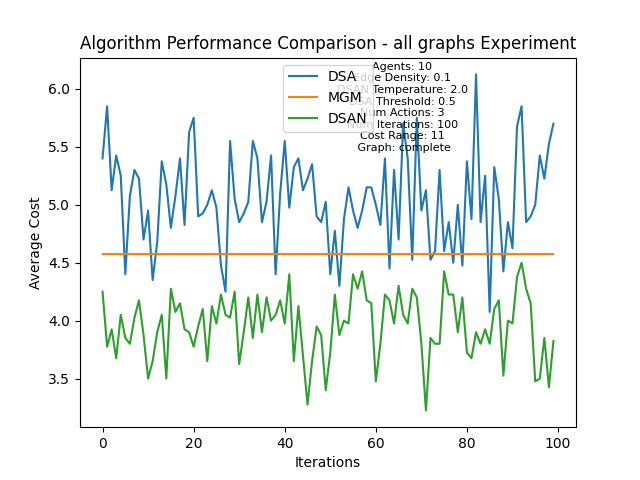 Algorithm Performance Comparison - all graphs Experiment
Average Cost
6.0
5.5
5.0
4.5
4.0
3.5
0
20
40
60
80
100
Iterations
DSA
MGM
DSAN
Agents: 10
Edge Density: 0.1
DSAN Temperature: 2.0
DSA Threshold: 0.5
Num Actions: 3
Num Iterations: 100
Cost Range: 11
Graph: complete